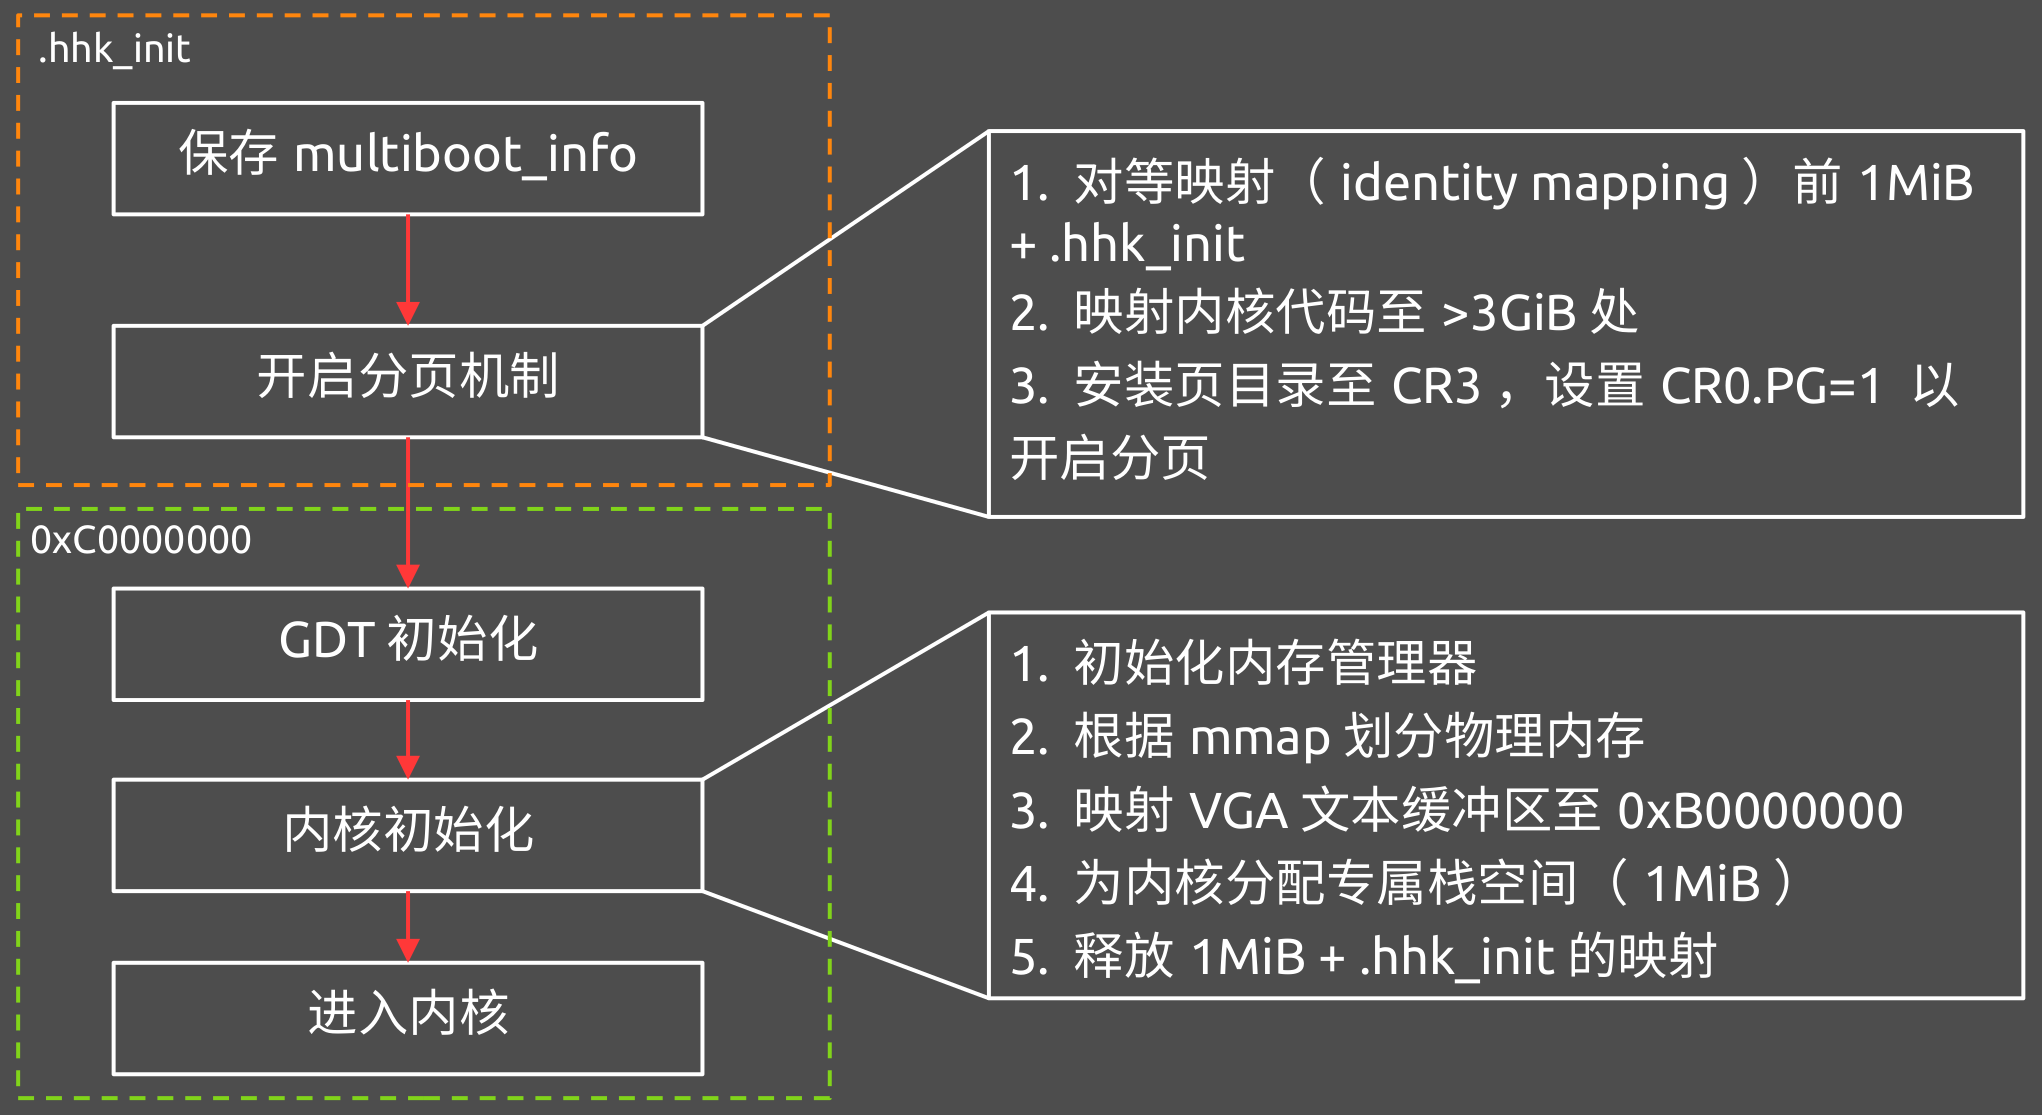 .hhk_init
保存 multiboot_info
开启分页机制
1. 对等映射（ identity mapping ）前 1MiB
+ .hhk_init
2. 映射内核代码至 >3GiB 处
3. 安装页目录至 CR3 ，设置 CR0.PG=1 以
开启分页
0xC0000000
GDT 初始化
内核初始化
进入内核
1. 初始化内存管理器
2. 根据 mmap 划分物理内存
3. 映射 VGA 文本缓冲区至 0xB0000000
4. 为内核分配专属栈空间（ 1MiB ）
5. 释放 1MiB + .hhk_init 的映射